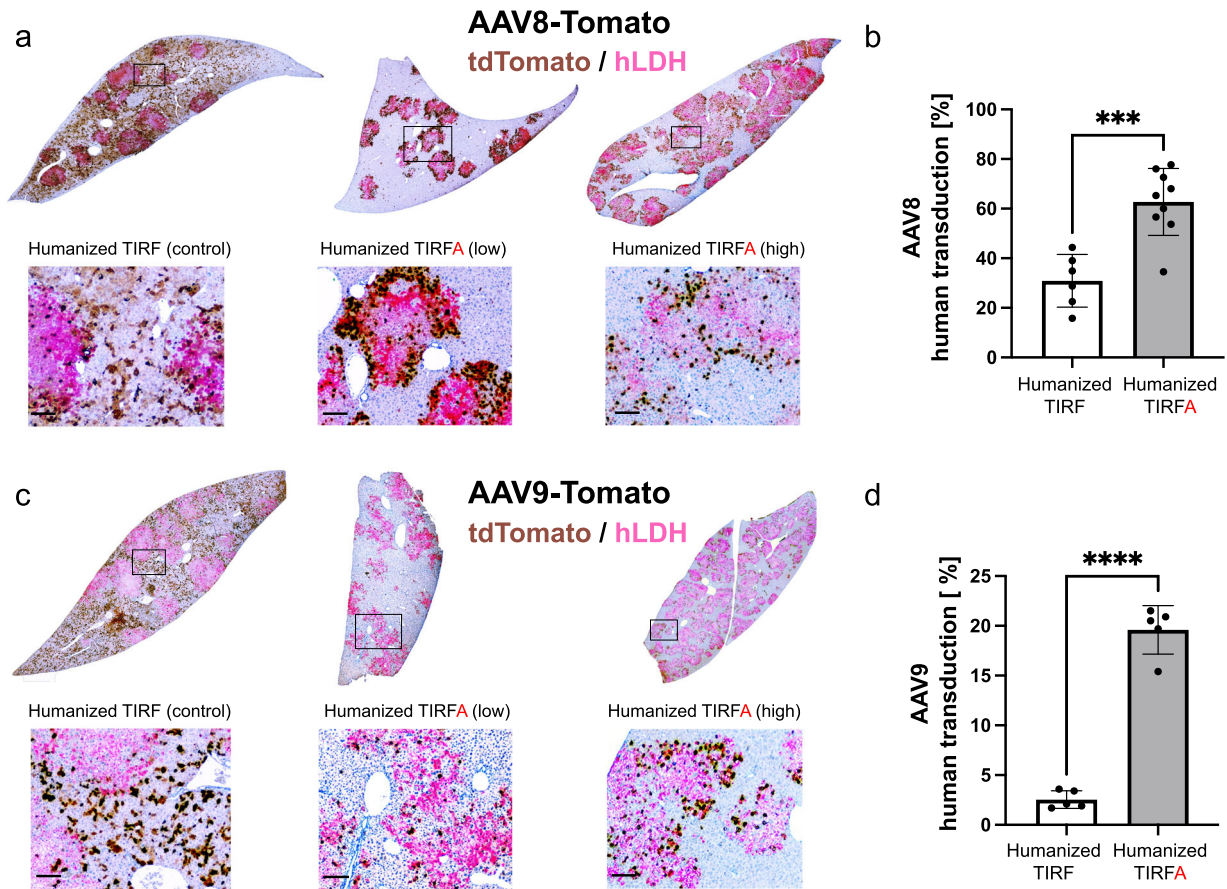 a
AAV8-Tomato
tdTomato / hLDH
Humanized TIRF (control)
Humanized TIRFA (low)
Humanized TIRFA (high)
b
AAV8
human transduction [%]
100
80
60
40
20
0
***
Humanized
TIRF
Humanized
TIRFA
c
AAV9-Tomato
tdTomato / hLDH
Humanized TIRF (control)
Humanized TIRFA (low)
Humanized TIRFA (high)
d
AAV9
human transduction [ %]
25
20
15
10
5
0
****
Humanized
TIRF
Humanized
TIRFA